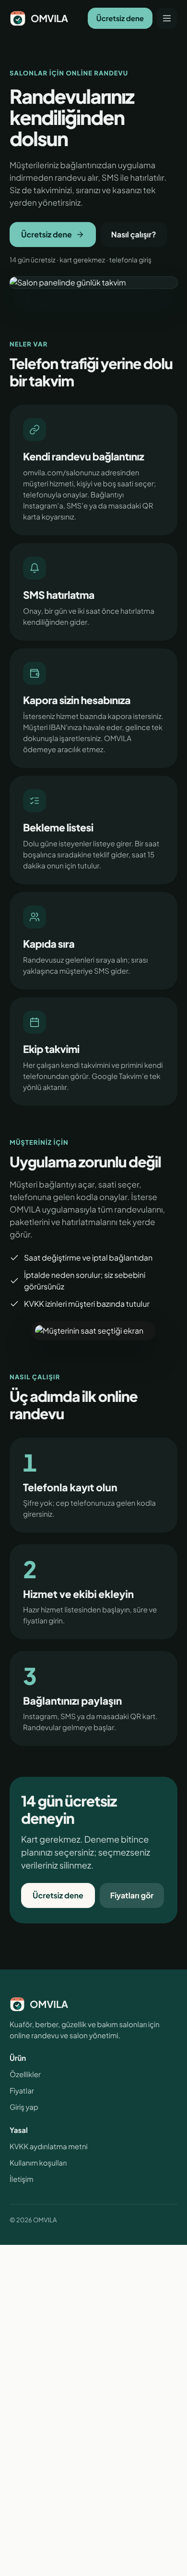 OMVILA
Ücretsiz dene
SALONLAR İÇİN ONLİNE RANDEVU
Randevularınız
kendiliğinden
dolsun
Müşterileriniz bağlantınızdan uygulama
indirmeden randevu alır, SMS ile hatırlatılır.
Siz de takviminizi, sıranızı ve kasanızı tek
yerden yönetirsiniz.
Ücretsiz dene
Nasıl çalışır?
14 gün ücretsiz · kart gerekmez · telefonla giriş
Salon panelinde günlük takvim
NELER VAR
Telefon trafiği yerine dolu
bir takvim
Kendi randevu bağlantınız
omvila.com/salonunuz adresinden
müşteri hizmeti, kişiyi ve boş saati seçer;
telefonuyla onaylar. Bağlantıyı
Instagram'a, SMS'e ya da masadaki QR
karta koyarsınız.
SMS hatırlatma
Onay, bir gün ve iki saat önce hatırlatma
kendiliğinden gider.
Kapora sizin hesabınıza
İsterseniz hizmet bazında kapora istersiniz.
Müşteri IBAN'ınıza havale eder, gelince tek
dokunuşla işaretlersiniz. OMVILA
ödemeye aracılık etmez.
Bekleme listesi
Dolu güne isteyenler listeye girer. Bir saat
boşalınca sıradakine teklif gider, saat 15
dakika onun için tutulur.
Kapıda sıra
Randevusuz gelenleri sıraya alın; sırası
yaklaşınca müşteriye SMS gider.
Ekip takvimi
Her çalışan kendi takvimini ve primini kendi
telefonundan görür. Google Takvim'e tek
yönlü aktarılır.
MÜŞTERİNİZ İÇİN
Uygulama zorunlu değil
Müşteri bağlantıyı açar, saati seçer,
telefonuna gelen kodla onaylar. İsterse
OMVILA uygulamasıyla tüm randevularını,
paketlerini ve hatırlatmalarını tek yerde
görür.
Saat değiştirme ve iptal bağlantıdan
İptalde neden sorulur; siz sebebini
görürsünüz
KVKK izinleri müşteri bazında tutulur
Müşterinin saat seçtiği ekran
NASIL ÇALIŞIR
Üç adımda ilk online
randevu
1
Telefonla kayıt olun
Şifre yok: cep telefonunuza gelen kodla
girersiniz.
2
Hizmet ve ekibi ekleyin
Hazır hizmet listesinden başlayın, süre ve
fiyatları girin.
3
Bağlantınızı paylaşın
Instagram, SMS ya da masadaki QR kart.
Randevular gelmeye başlar.
14 gün ücretsiz
deneyin
Kart gerekmez. Deneme bitince
planınızı seçersiniz; seçmezseniz
verileriniz silinmez.
Ücretsiz dene
Fiyatları gör
OMVILA
Kuaför, berber, güzellik ve bakım salonları için
online randevu ve salon yönetimi.
Ürün
Özellikler
Fiyatlar
Giriş yap
Yasal
KVKK aydınlatma metni
Kullanım koşulları
İletişim
© 2026 OMVILA